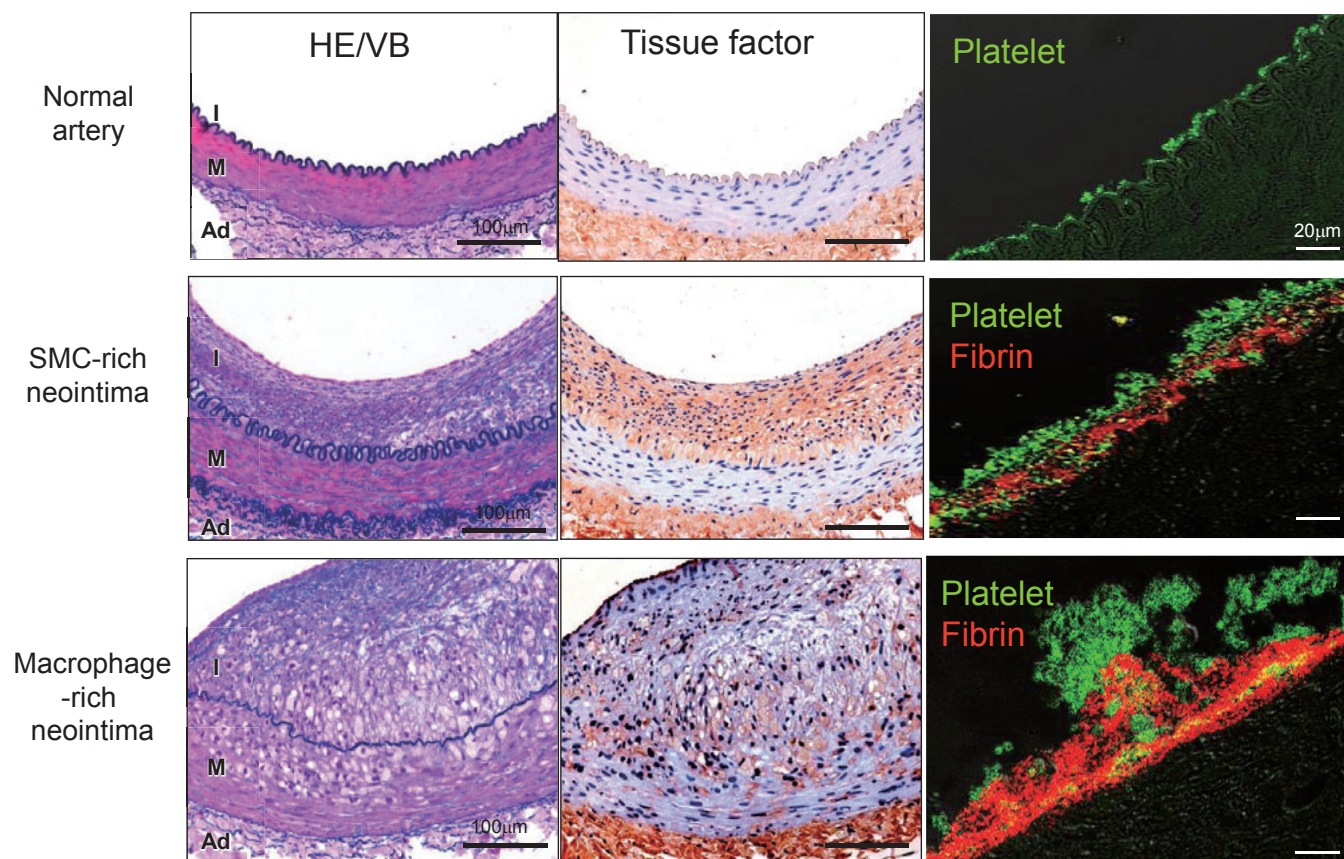 HE/VB
Tissue factor
Platelet
Normal
artery
I
M
Ad
100μm
20μm
SMC-rich
neointima
I
M
Ad
100μm
Platelet
Fibrin
Macrophage
-rich
neointima
I
M
Ad
100μm
Platelet
Fibrin